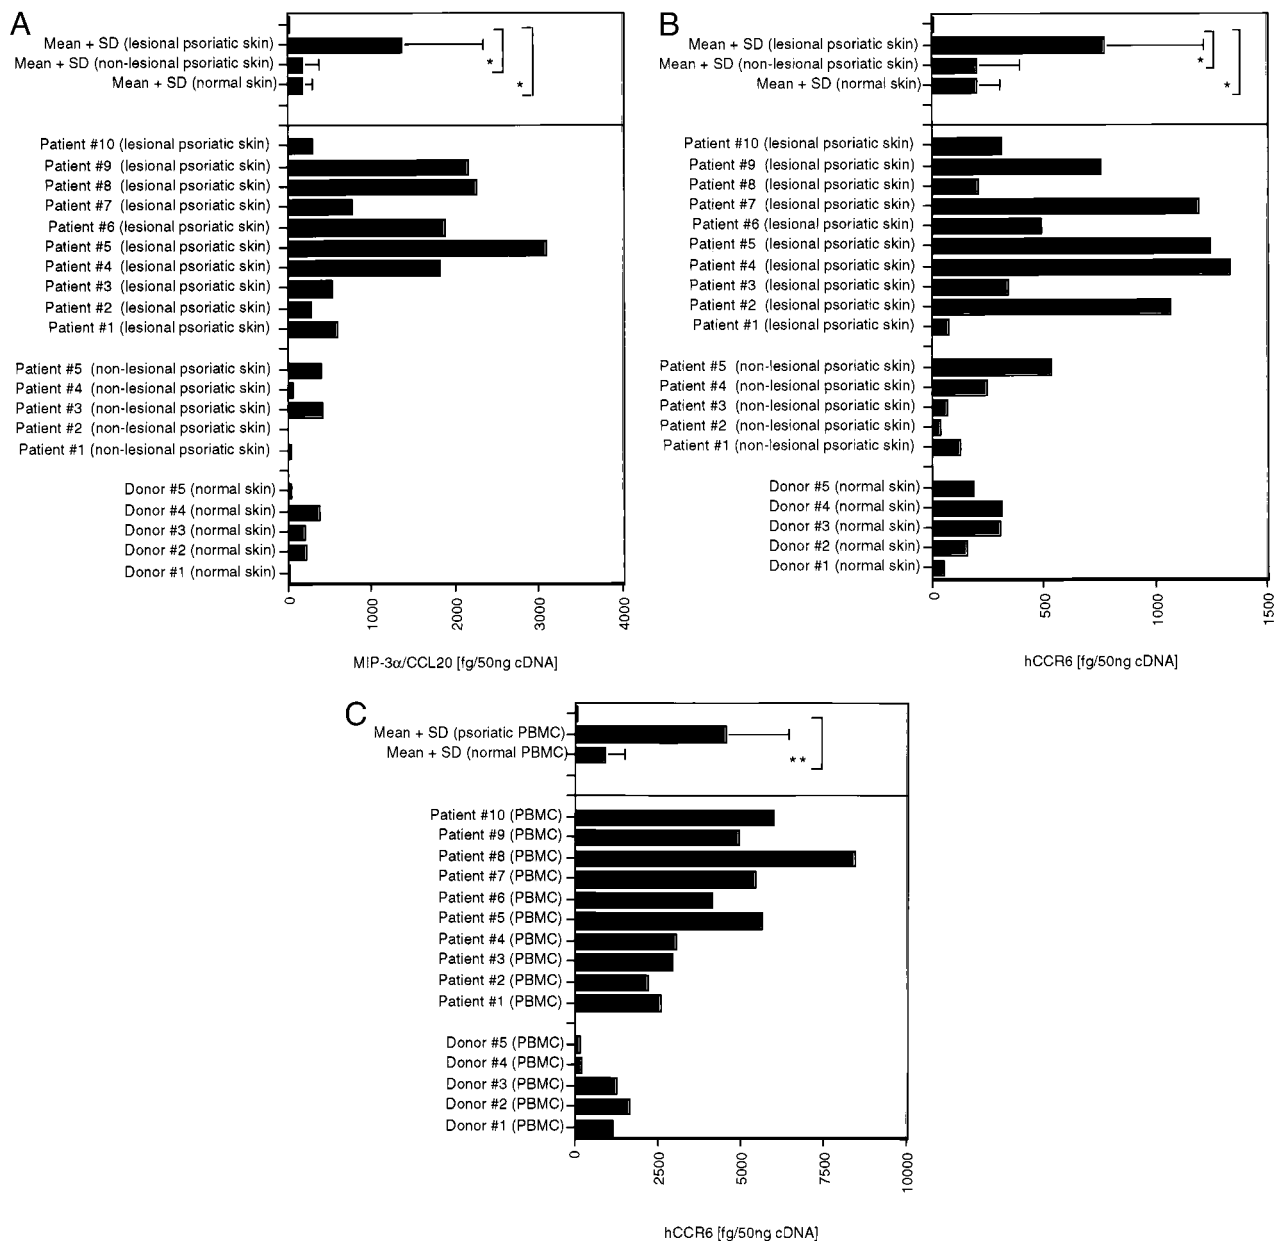 A
Mean + SD (lesional psoriatic skin)
Mean + SD (non-lesional psoriatic skin)
Mean + SD (normal skin)
*
*
Patient #10 (lesional psoriatic skin)
Patient #9 (lesional psoriatic skin)
Patient #8 (lesional psoriatic skin)
Patient #7 (lesional psoriatic skin)
Patient #6 (lesional psoriatic skin)
Patient #5 (lesional psoriatic skin)
Patient #4 (lesional psoriatic skin)
Patient #3 (lesional psoriatic skin)
Patient #2 (lesional psoriatic skin)
Patient #1 (lesional psoriatic skin)
Patient #5 (non-lesional psoriatic skin)
Patient #4 (non-lesional psoriatic skin)
Patient #3 (non-lesional psoriatic skin)
Patient #2 (non-lesional psoriatic skin)
Patient #1 (non-lesional psoriatic skin)
Donor #5 (normal skin)
Donor #4 (normal skin)
Donor #3 (normal skin)
Donor #2 (normal skin)
Donor #1 (normal skin)
0 1000 2000 3000 4000
MIP-3α/CCL20 [fg/50ng cDNA]
B
Mean + SD (lesional psoriatic skin)
Mean + SD (non-lesional psoriatic skin)
Mean + SD (normal skin)
*
*
Patient #10 (lesional psoriatic skin)
Patient #9 (lesional psoriatic skin)
Patient #8 (lesional psoriatic skin)
Patient #7 (lesional psoriatic skin)
Patient #6 (lesional psoriatic skin)
Patient #5 (lesional psoriatic skin)
Patient #4 (lesional psoriatic skin)
Patient #3 (lesional psoriatic skin)
Patient #2 (lesional psoriatic skin)
Patient #1 (lesional psoriatic skin)
Patient #5 (non-lesional psoriatic skin)
Patient #4 (non-lesional psoriatic skin)
Patient #3 (non-lesional psoriatic skin)
Patient #2 (non-lesional psoriatic skin)
Patient #1 (non-lesional psoriatic skin)
Donor #5 (normal skin)
Donor #4 (normal skin)
Donor #3 (normal skin)
Donor #2 (normal skin)
Donor #1 (normal skin)
0 500 1000 1500
hCCR6 [fg/50ng cDNA]
C
Mean + SD (psoriatic PBMC)
Mean + SD (normal PBMC)
**
Patient #10 (PBMC)
Patient #9 (PBMC)
Patient #8 (PBMC)
Patient #7 (PBMC)
Patient #6 (PBMC)
Patient #5 (PBMC)
Patient #4 (PBMC)
Patient #3 (PBMC)
Patient #2 (PBMC)
Patient #1 (PBMC)
Donor #5 (PBMC)
Donor #4 (PBMC)
Donor #3 (PBMC)
Donor #2 (PBMC)
Donor #1 (PBMC)
0 2500 5000 7500 10000
hCCR6 [fg/50ng cDNA]